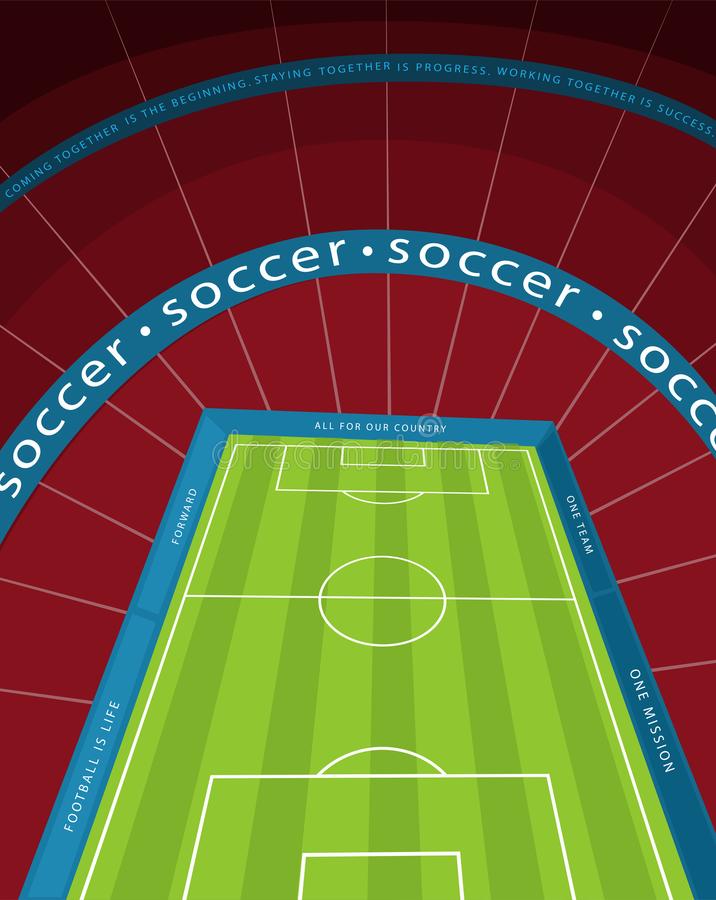 COMING TOGETHER IS THE BEGINNING. STAYING TOGETHER IS PROGRESS. WORKING TOGETHER IS SUCCESS.
soccer • soccer • soccer • socce
ALL FOR OUR COUNTRY
dreamstime.com
FORWARD
ONE TEAM
FOOTBALL IS LIFE
ONE MISSION